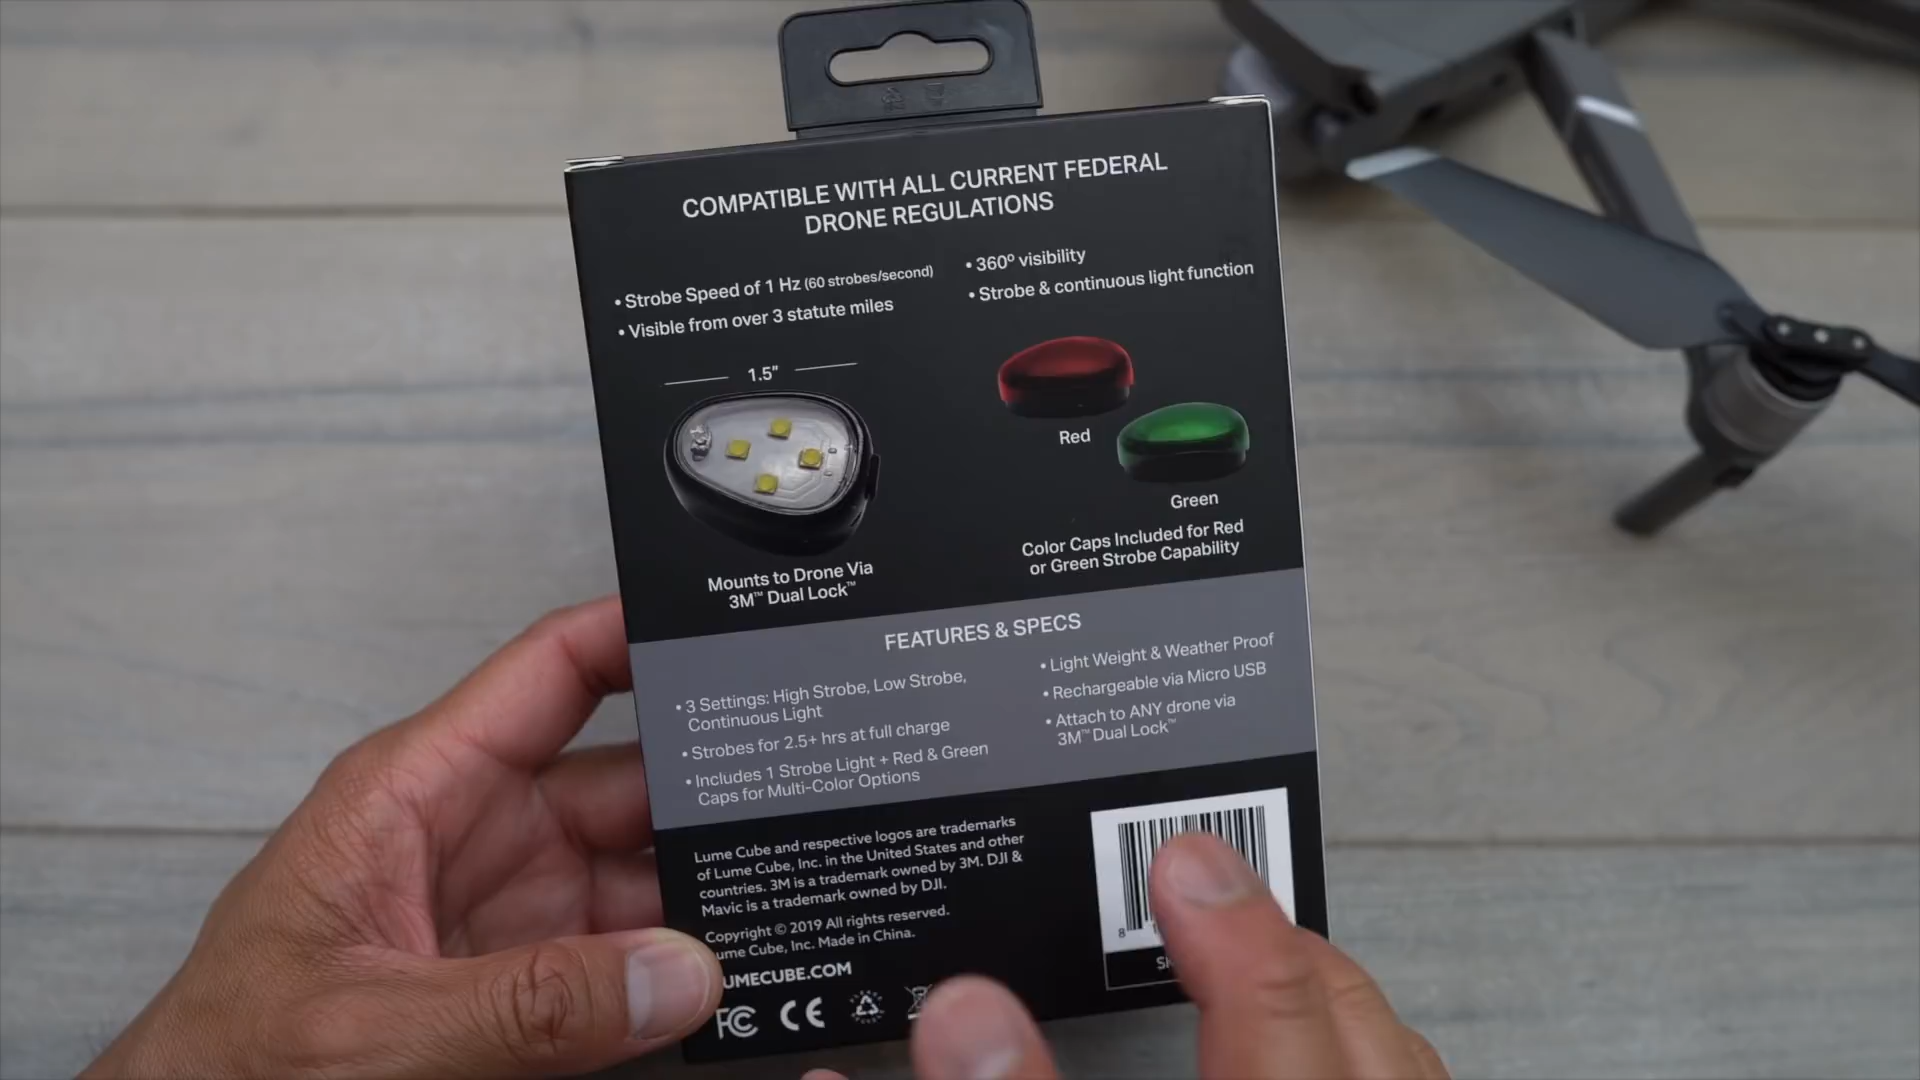 COMPATIBLE WITH ALL CURRENT FEDERAL
DRONE REGULATIONS
• Strobe Speed of 1 Hz (60 strobes/second)
• Visible from over 3 statute miles
• 360º visibility
• Strobe & continuous light function
1.5"
Mounts to Drone Via
3M™ Dual Lock™
Red
Green
Color Caps Included for Red
or Green Strobe Capability
FEATURES & SPECS
• 3 Settings: High Strobe, Low Strobe,
Continuous Light
• Strobes for 2.5+ hrs at full charge
• Includes 1 Strobe Light + Red & Green
Caps for Multi-Color Options
• Light Weight & Weather Proof
• Rechargeable via Micro USB
• Attach to ANY drone via
3M™ Dual Lock™
Lume Cube and respective logos are trademarks
of Lume Cube, Inc. in the United States and other
countries. 3M is a trademark owned by 3M. DJI &
Mavic is a trademark owned by DJI.
Copyright © 2019 All rights reserved.
Lume Cube, Inc. Made in China.
LUMECUBE.COM
FC CE
8